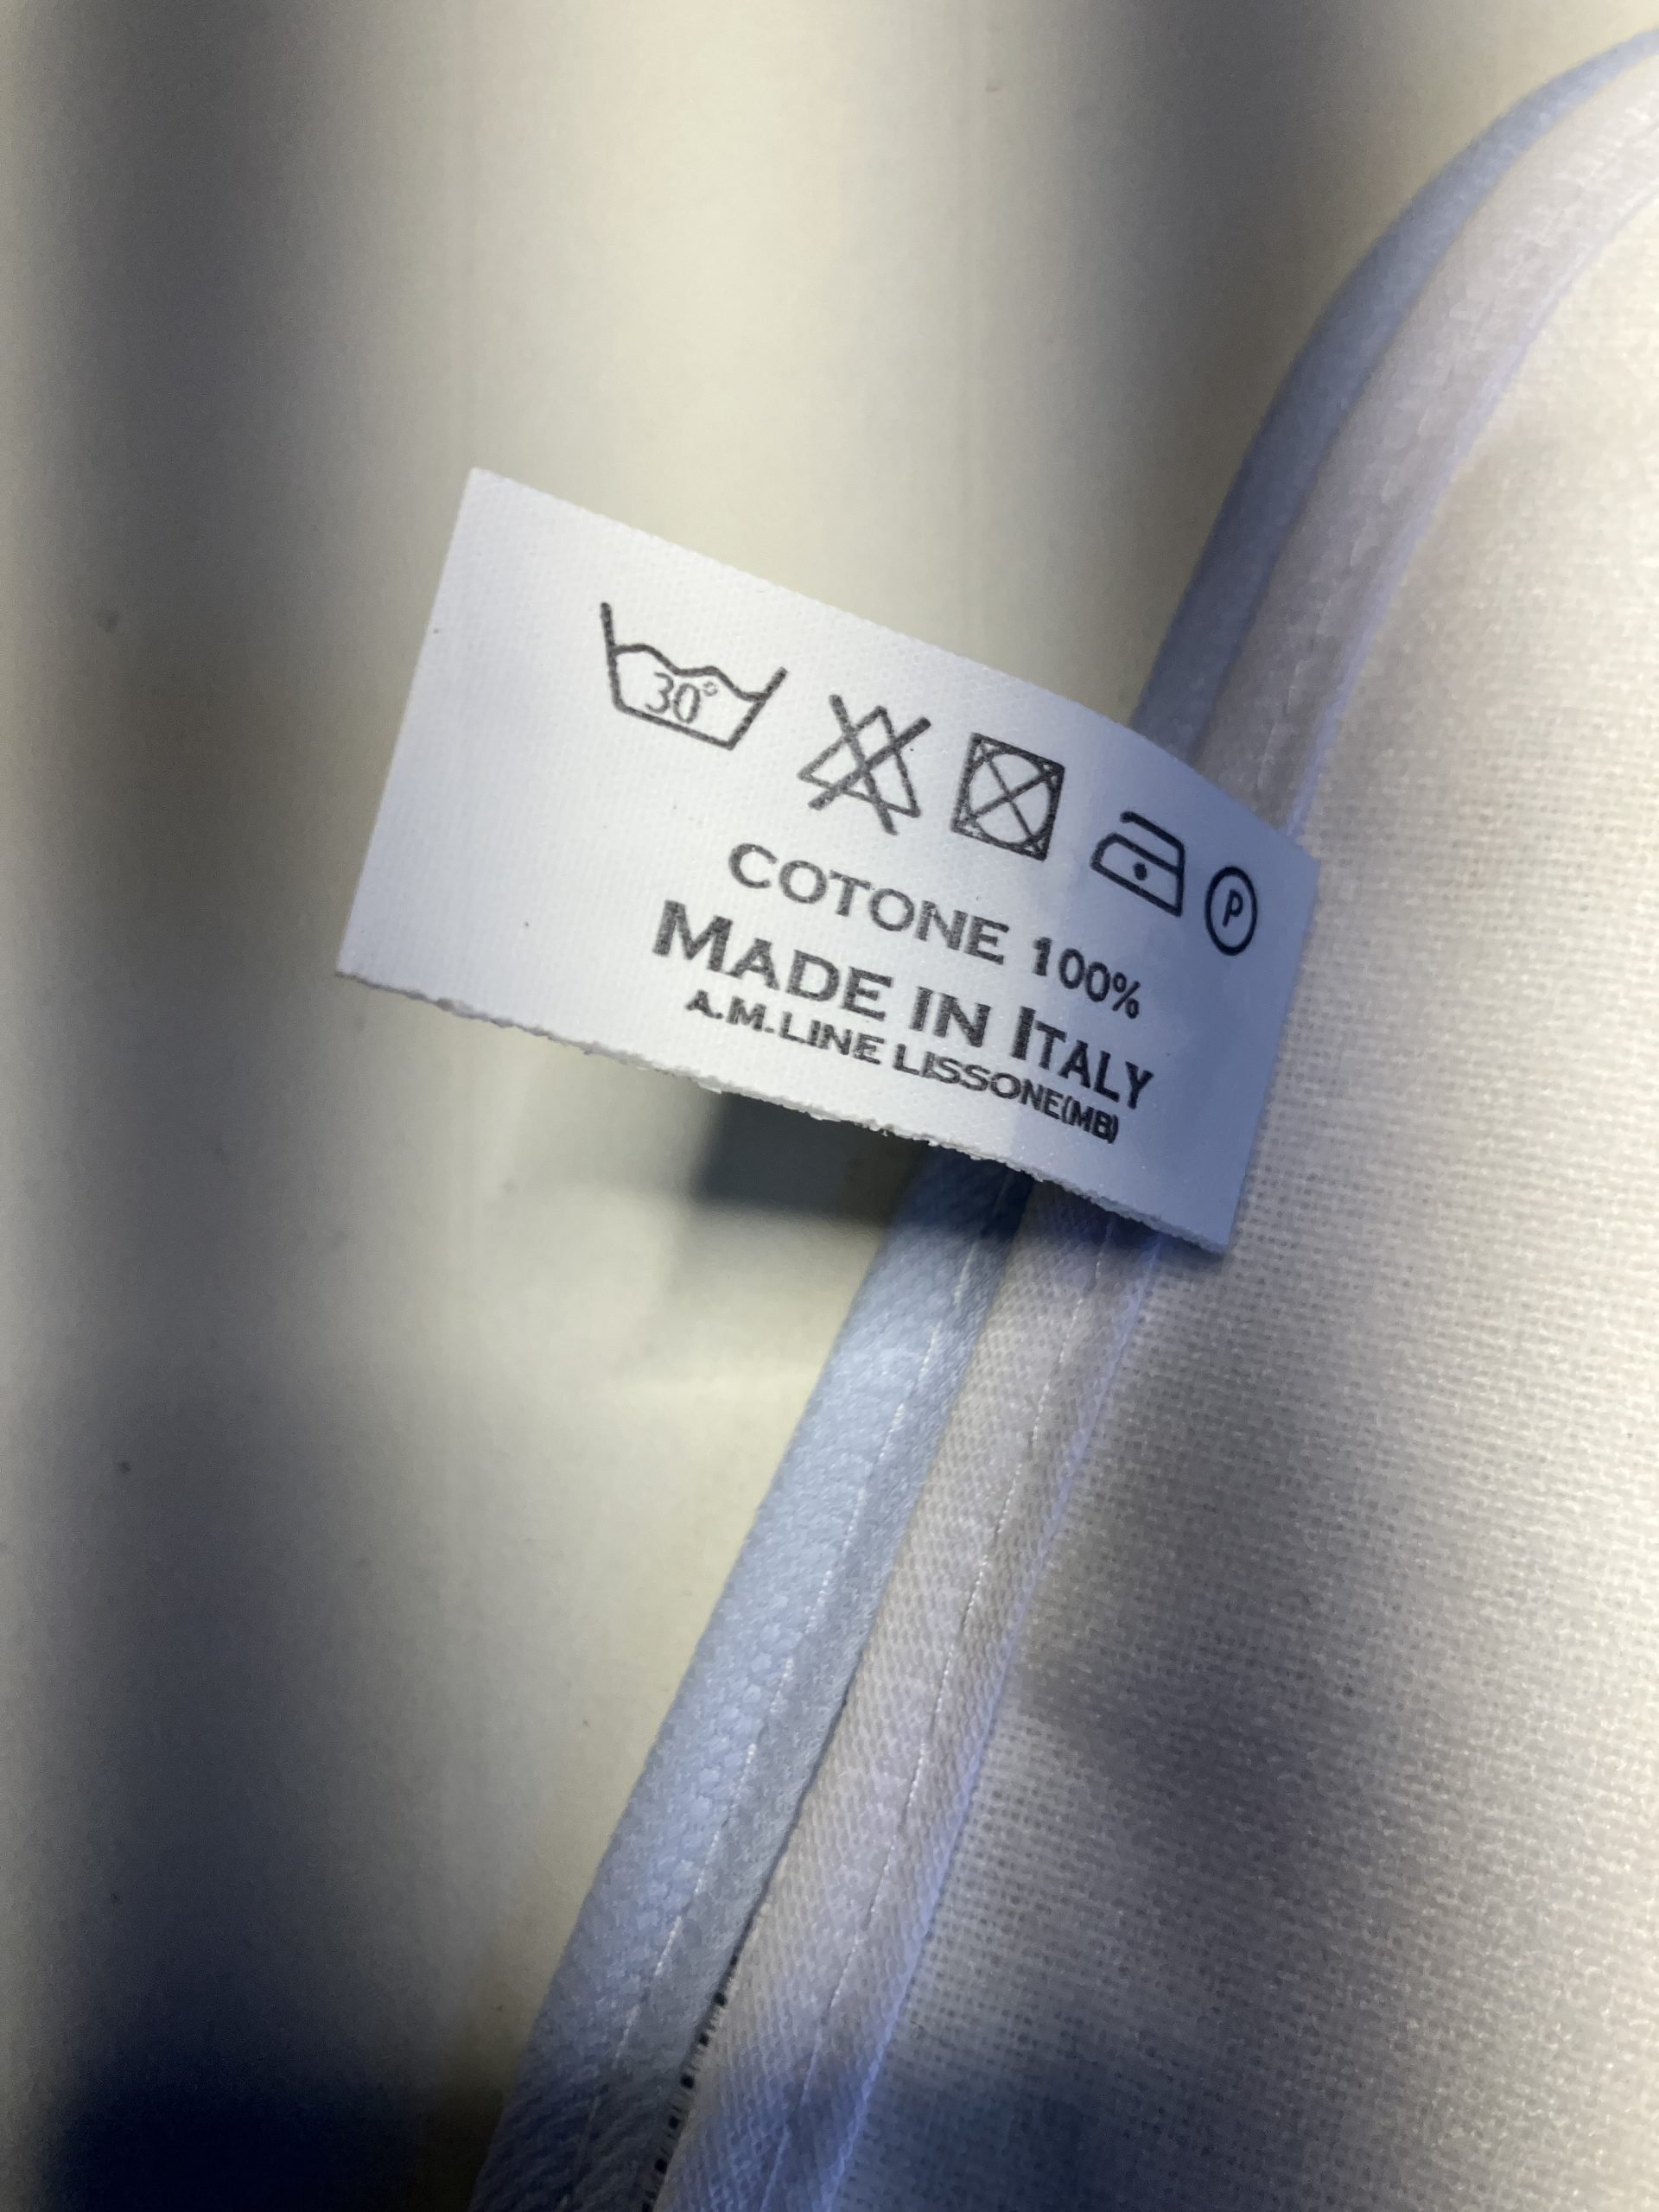 30°
P
COTONE 100%
MADE IN ITALY
A.M.LINE LISSONE(MB)